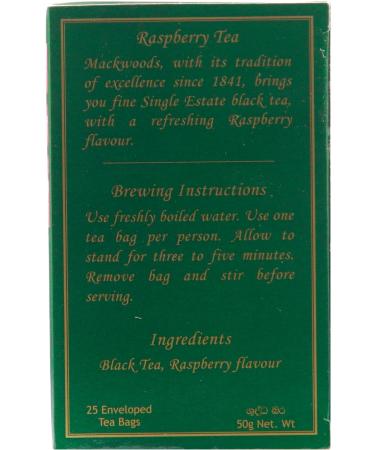 Raspberry Tea
Mackwoods, with its tradition
of excellence since 1841, brings
you fine Single Estate black tea,
with a refreshing Raspberry
flavour.
Brewing Instructions
Use freshly boiled water. Use one
tea bag per person. Allow to
stand for three to five minutes.
Remove bag and stir before
serving.
Ingredients
Black Tea, Raspberry flavour
25 Enveloped
Tea Bags
ශුද්ධ බර
50g Net. Wt